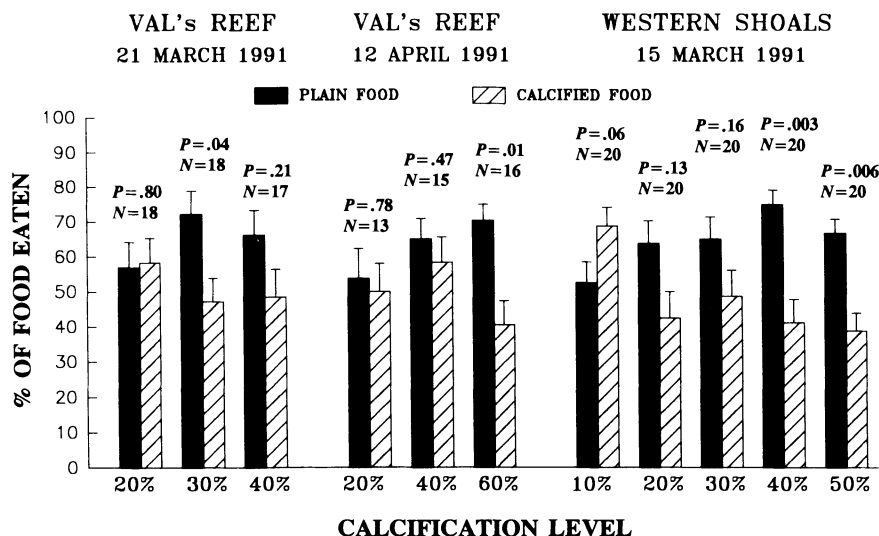 VAL's REEF
21 MARCH 1991
VAL's REEF
12 APRIL 1991
WESTERN SHOALS
15 MARCH 1991
PLAIN FOOD
CALCIFIED FOOD
% OF FOOD EATEN
100
90
80
70
60
50
40
30
20
10
0
P=.80
N=18
P=.04
N=18
P=.21
N=17
P=.78
N=13
P=.47
N=15
P=.01
N=16
P=.06
N=20
P=.13
N=20
P=.16
N=20
P=.003
N=20
P=.006
N=20
20% 30% 40% 20% 40% 60% 10% 20% 30% 40% 50%
CALCIFICATION LEVEL